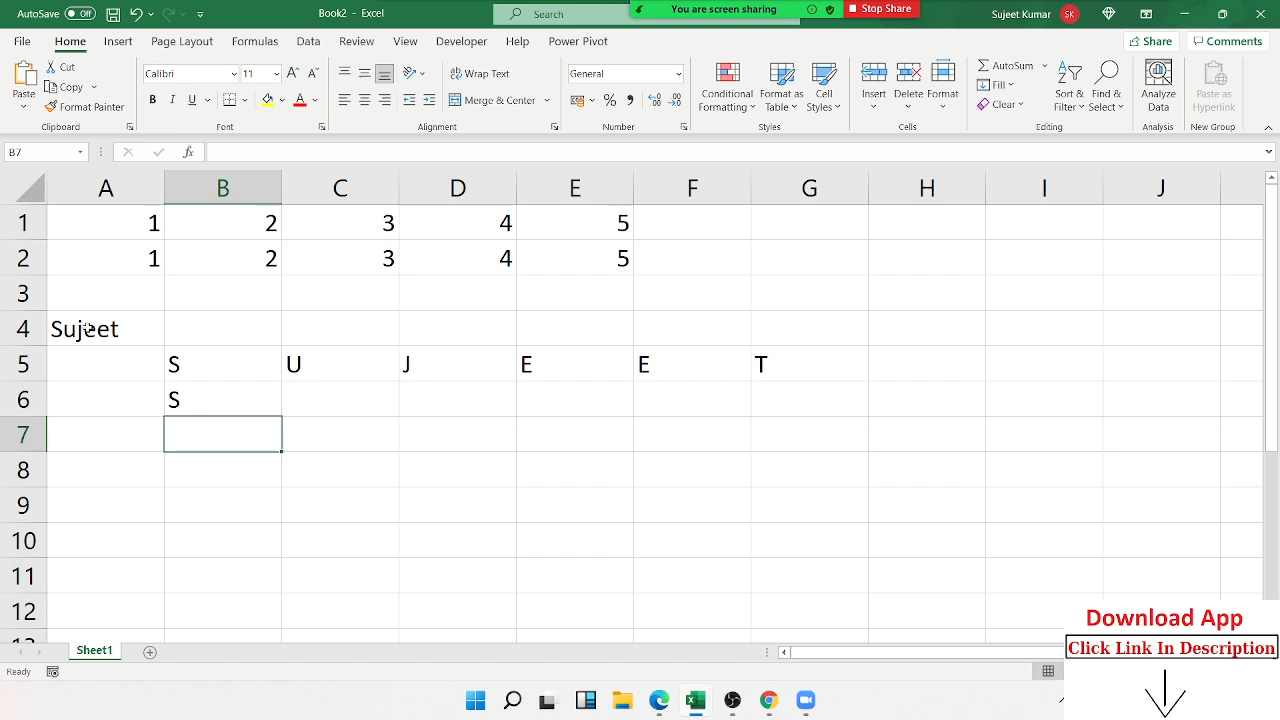 AutoSave Off Book2 - Excel Search You are screen sharing Stop Share Sujeet Kumar SK
File Home Insert Page Layout Formulas Data Review View Developer Help Power Pivot Share Comments
Paste Cut Copy Format Painter Clipboard
Calibri 11 B I U A Font
Wrap Text Merge & Center Alignment
General % , Number
Conditional Formatting Format as Table Cell Styles Styles
Insert Delete Format Cells
AutoSum Fill Clear Sort & Filter Find & Select Editing
Analyze Data Analysis
Paste as Hyperlink New Group
B7 fx
A B C D E F G H I J
1 1 2 3 4 5
2 1 2 3 4 5
3
4 Sujeet
5 S U J E E T
6 S
7
8
9
10
11
12
13
Sheet1
Ready
Download App
Click Link In Description